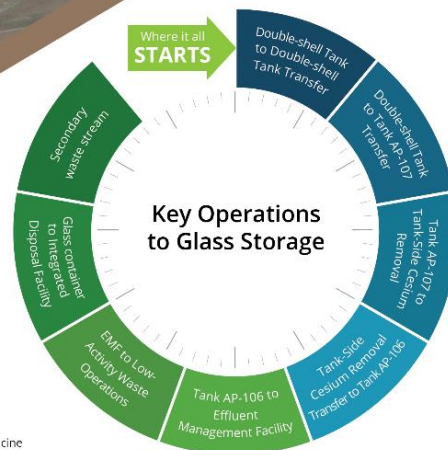 Where it all
STARTS
Double-shell Tank
to Double-shell
Tank Transfer
Double-shell Tank
to Tank AP-107
Transfer
Tank AP-107 to
Tank-Side Cesium
Removal
Tank-Side
Cesium Removal
Transfer to Tank AP-106
Tank AP-106 to
Effluent
Management Facility
EMF to Low-
Activity Waste
Operations
Glass container
to Integrated
Disposal Facility
Secondary
waste stream
Key Operations
to Glass Storage